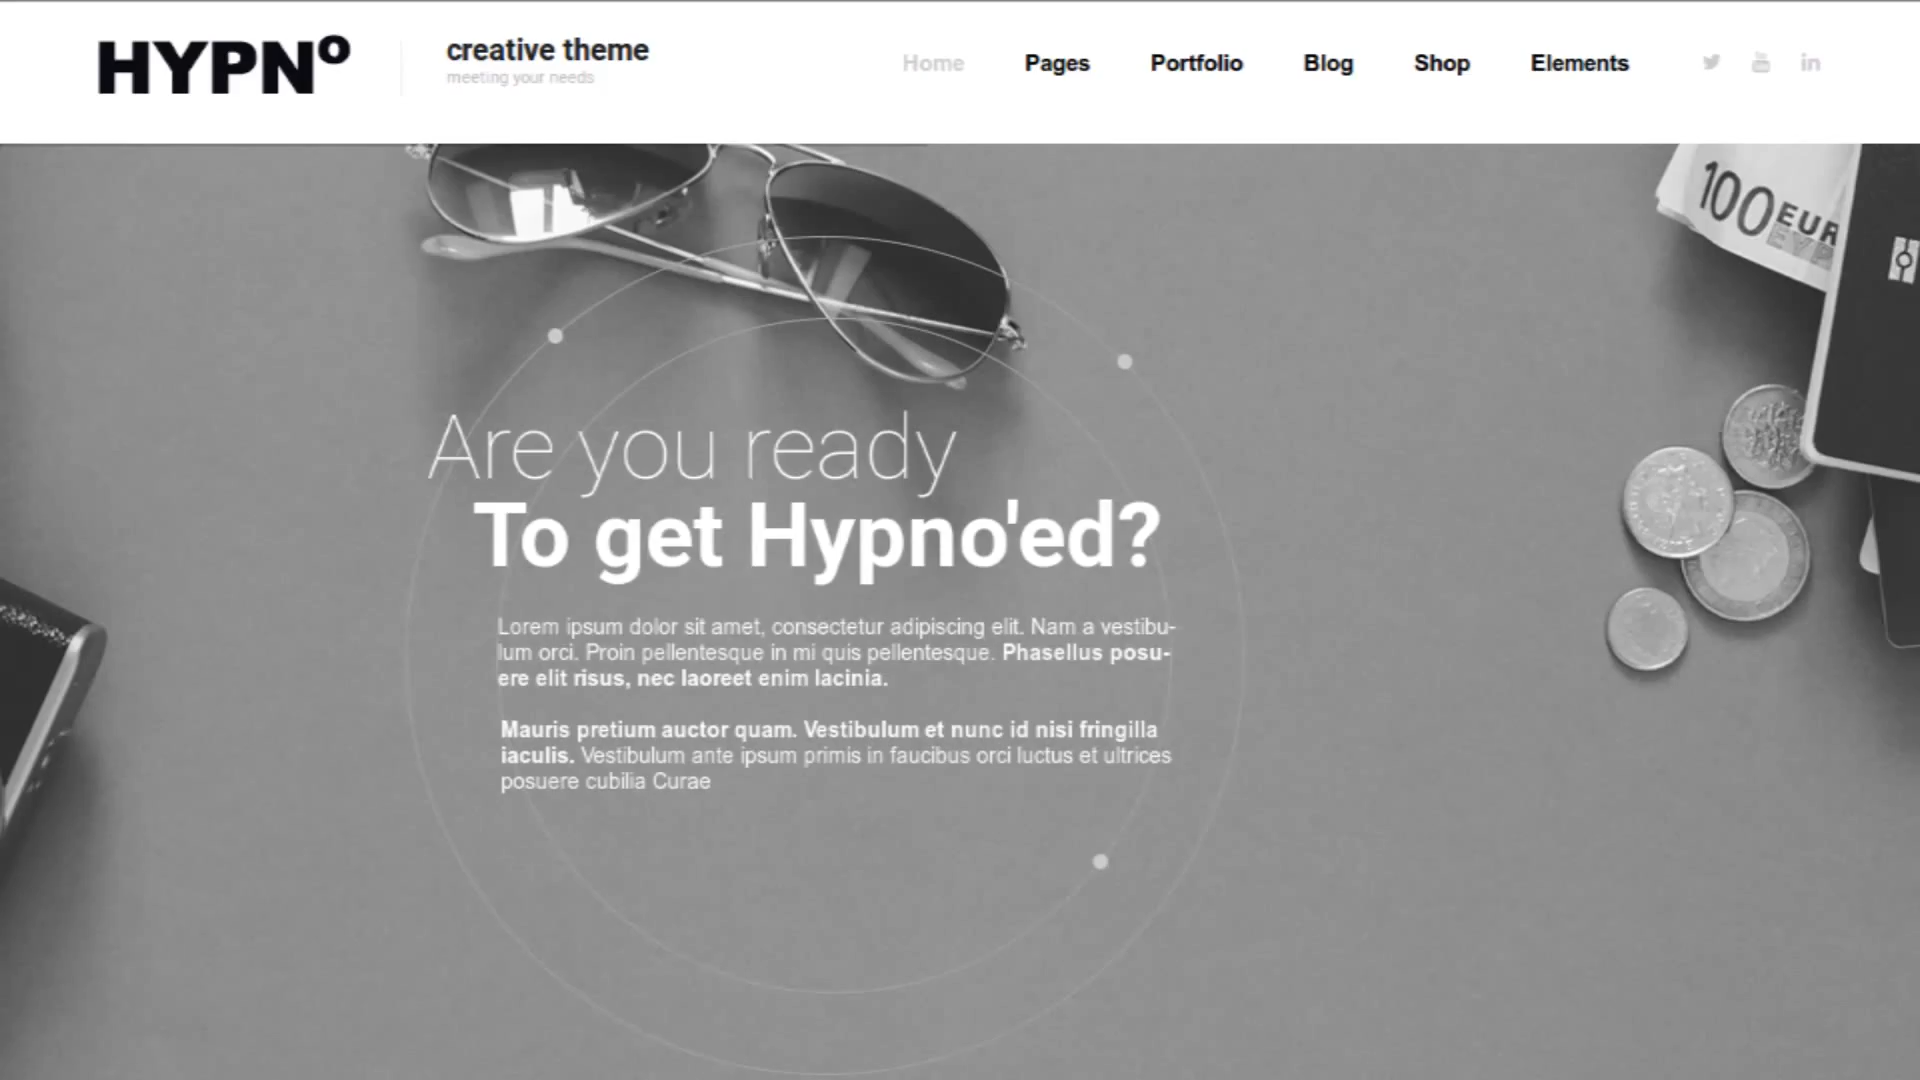 HYPNº
creative theme
meeting your needs
Home Pages Portfolio Blog Shop Elements
100 EUR
Are you ready
To get Hypno'ed?
Lorem ipsum dolor sit amet, consectetur adipiscing elit. Nam a vestibu-
lum orci. Proin pellentesque in mi quis pellentesque. Phasellus posu-
ere elit risus, nec laoreet enim lacinia.
Mauris pretium auctor quam. Vestibulum et nunc id nisi fringilla
iaculis. Vestibulum ante ipsum primis in faucibus orci luctus et ultrices
posuere cubilia Curae